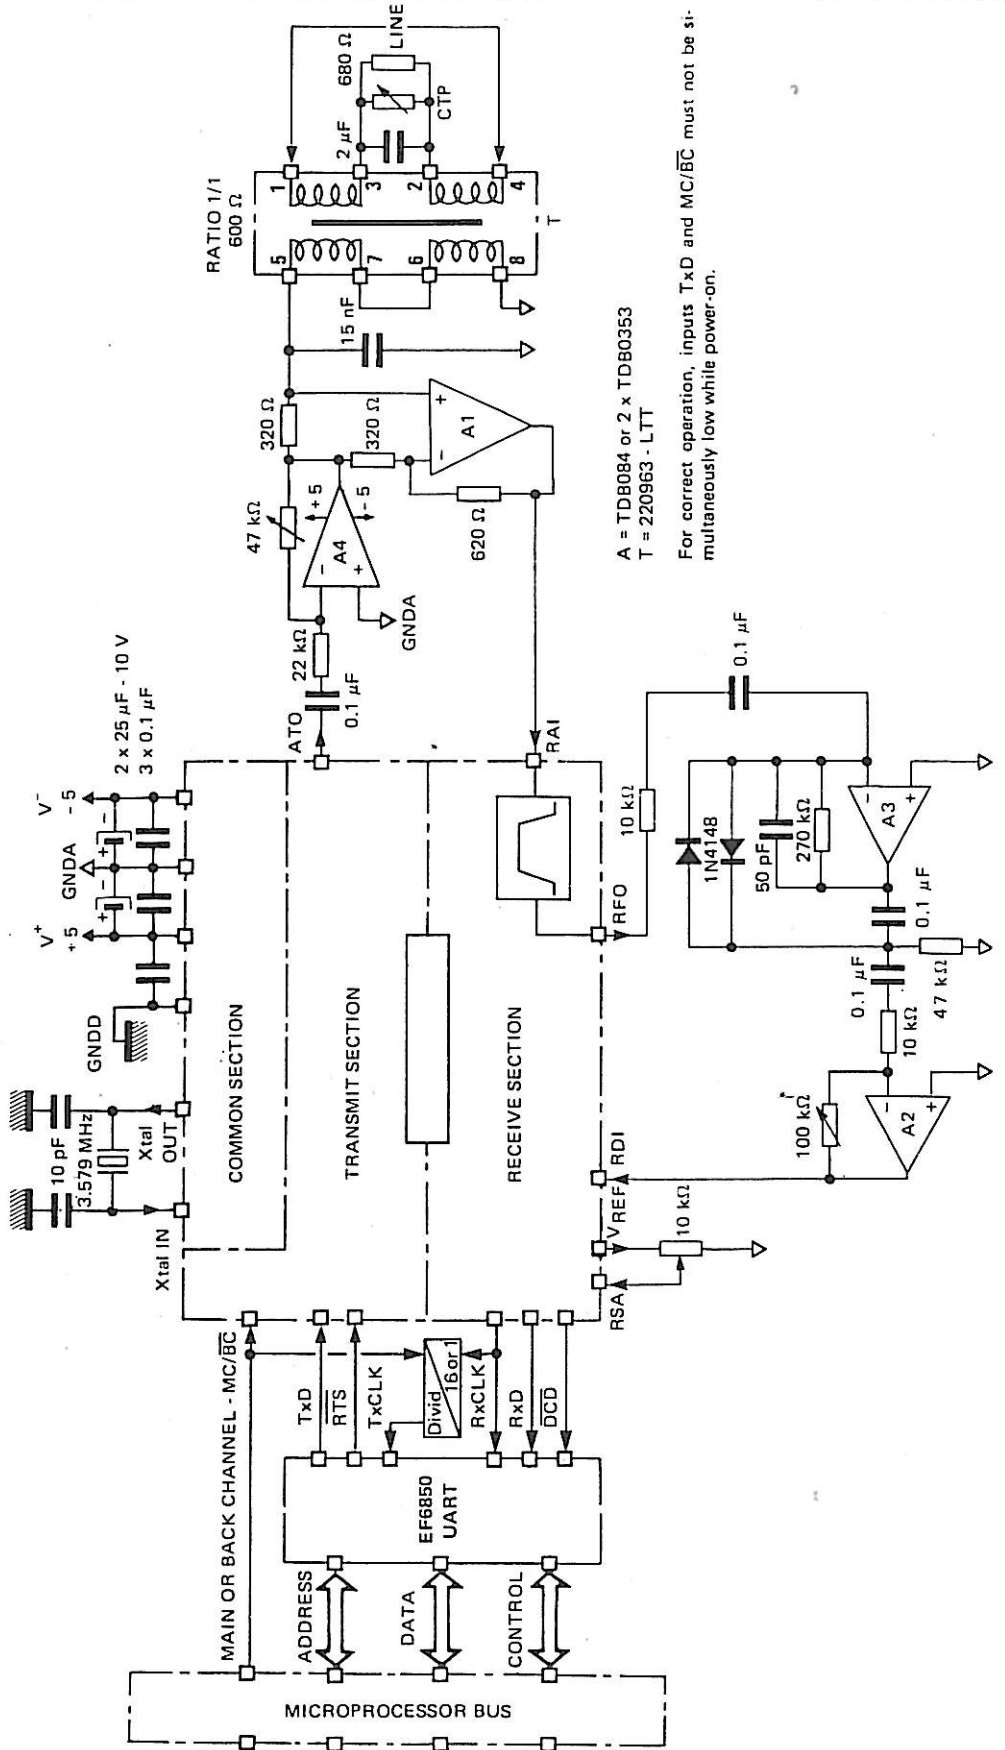 RATIO 1/1
600 Ω
5
7
6
8
1
3
2
4
T
2 µF
680 Ω
LINE
CTP
15 nF
320 Ω
320 Ω
620 Ω
47 kΩ
+
−
A1
+ 5
− 5
−
+
A4
GNDA
22 kΩ
0.1 µF
ATO
A = TDB084 or 2 x TDB0353
T = 220963 - LTT
For correct operation, inputs TxD and MC/B̅C̅ must not be si-
multaneously low while power-on.
2 x 25 µF - 10 V
3 x 0.1 µF
V⁻
− 5
GNDA
V⁺
+ 5
+
−
+
−
GNDD
10 pF
3.579 MHz
Xtal
OUT
Xtal IN
COMMON SECTION
TRANSMIT SECTION
RECEIVE SECTION
RAI
RFO
RDI
VREF
RSA
10 kΩ
10 kΩ
0.1 µF
1N4148
50 pF
270 kΩ
−
+
A3
0.1 µF
0.1 µF
47 kΩ
10 kΩ
100 kΩ
−
+
A2
MAIN OR BACK CHANNEL - MC/B̅C̅
TxD
R̅T̅S̅
TxCLK
Divid
16 or 1
RxCLK
RxD
D̅C̅D̅
EF6850
UART
ADDRESS
DATA
CONTROL
MICROPROCESSOR BUS